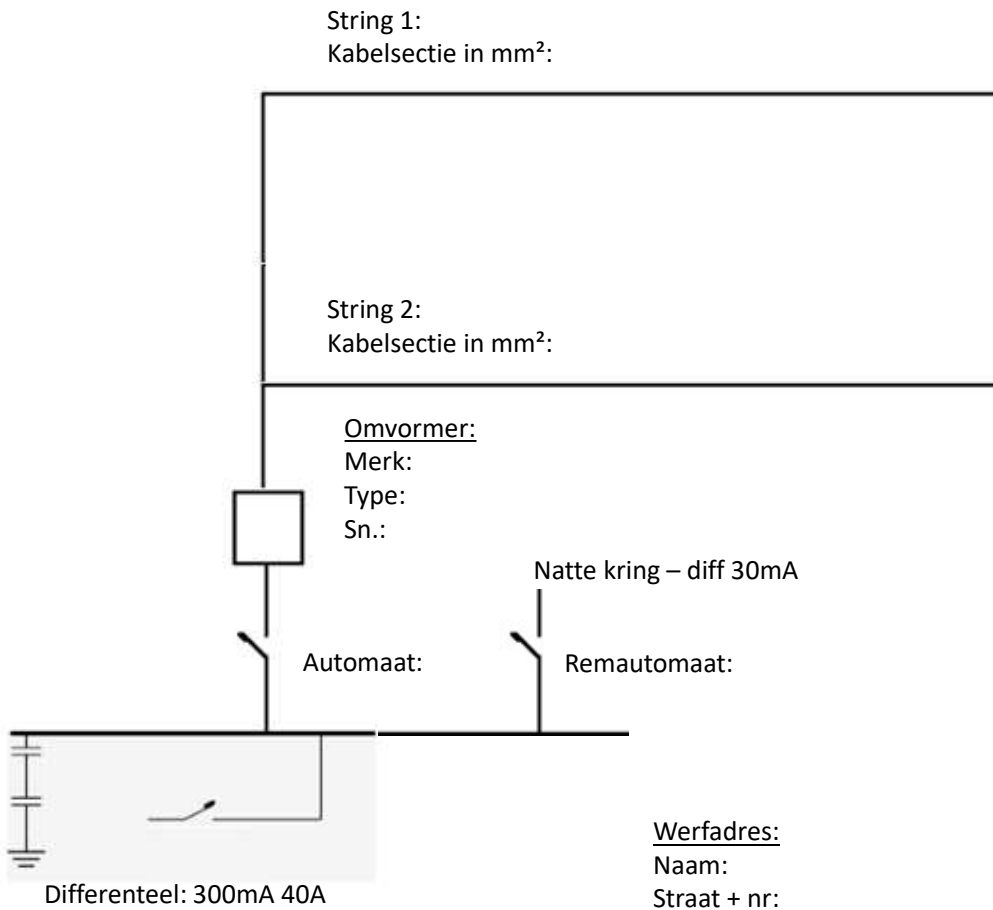 String 1:
Kabelsectie in mm²:
String 2:
Kabelsectie in mm²:
Omvormer:
Merk:
Type:
Sn.:
Natte kring – diff 30mA
Automaat:
Remautomaat:
Werfadres:
Naam:
Straat + nr:
Differenteel: 300mA 40A